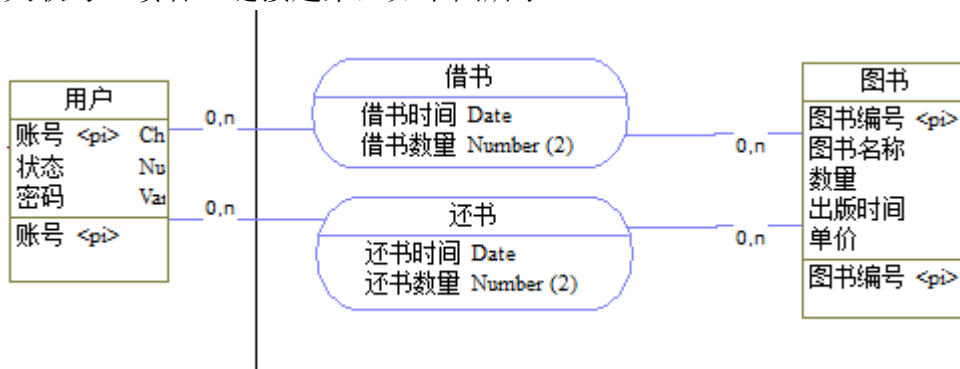 用户
账号 <pi> Ch
状态 Nu
密码 Var
账号 <pi>
0,n
0,n
借书
借书时间 Date
借书数量 Number (2)
还书
还书时间 Date
还书数量 Number (2)
0,n
0,n
图书
图书编号 <pi>
图书名称
数量
出版时间
单价
图书编号 <pi>